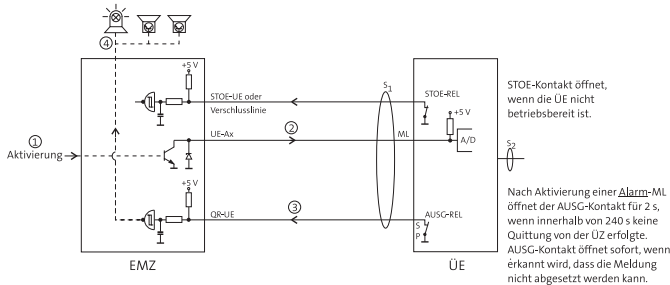 ④
+5 V
STOE-UE oder
Verschlusslinie
S1
STOE-REL
STOE-Kontakt öffnet,
wenn die ÜE nicht
betriebsbereit ist.
①
Aktivierung
UE-Ax
②
ML
+5 V
A/D
S2
+5 V
QR-UE
③
AUSG-REL
S
P
Nach Aktivierung einer Alarm-ML
öffnet der AUSG-Kontakt für 2 s,
wenn innerhalb von 240 s keine
Quittung von der ÜZ erfolgte.
AUSG-Kontakt öffnet sofort, wenn
erkannt wird, dass die Meldung
nicht abgesetzt werden kann.
EMZ
ÜE